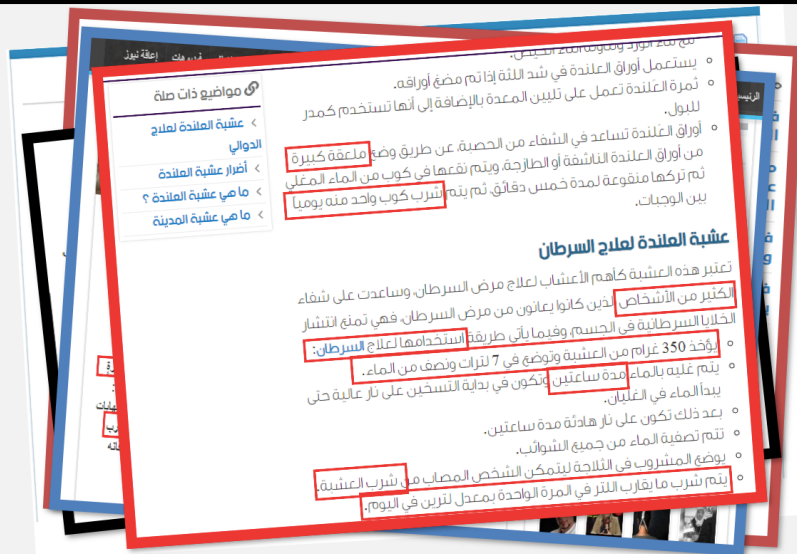 إعاقة نيوز
مع ماء الورد وملوحة الماء الخفيض.
يستعمل أوراق العلندة في شد اللثة إذا تم مضغ أوراقه.
ثمرة العَلندة تعمل على تليين المعدة بالإضافة إلى أنها تستخدم كمدر
للبول.
أوراق العَلندة تساعد في الشفاء من الحصبة، عن طريق وضع ملعقة كبيرة
من أوراق العلندة الناشفة أو الطازجة، ويتم نقعها في كوب من الماء المغلي
ثم تركها منقوعة لمدة خمس دقائق، ثم يتم شرب كوب واحد منه يومياً
بين الوجبات.
عشبة العلندة لعلاج السرطان
تعتبر هذه العشبة كأهم الأعشاب لعلاج مرض السرطان، وساعدت على شفاء
الكثير من الأشخاص الذين كانوا يعانون من مرض السرطان، فهي تمنع انتشار
الخلايا السرطانية في الجسم، وفيما يأتي طريقة استخدامها لعلاج السرطان:
يؤخذ 350 غرام من العشبة وتوضع في 7 لترات ونصف من الماء.
يتم غليه بالماء مدة ساعتين وتكون في بداية التسخين على نار عالية حتى
يبدأ الماء في الغليان.
بعد ذلك تكون على نار هادئة مدة ساعتين.
تتم تصفية الماء من جميع الشوائب.
يوضع المشروب في الثلاجة ليتمكن الشخص المصاب من شرب العشبة.
يتم شرب ما يقارب اللتر في المرة الواحدة بمعدل لترين في اليوم.
مواضيع ذات صلة
عشبة العلندة لعلاج
الدوالي
أضرار عشبة العلندة
ما هي عشبة العلندة ؟
ما هي عشبة المدينة